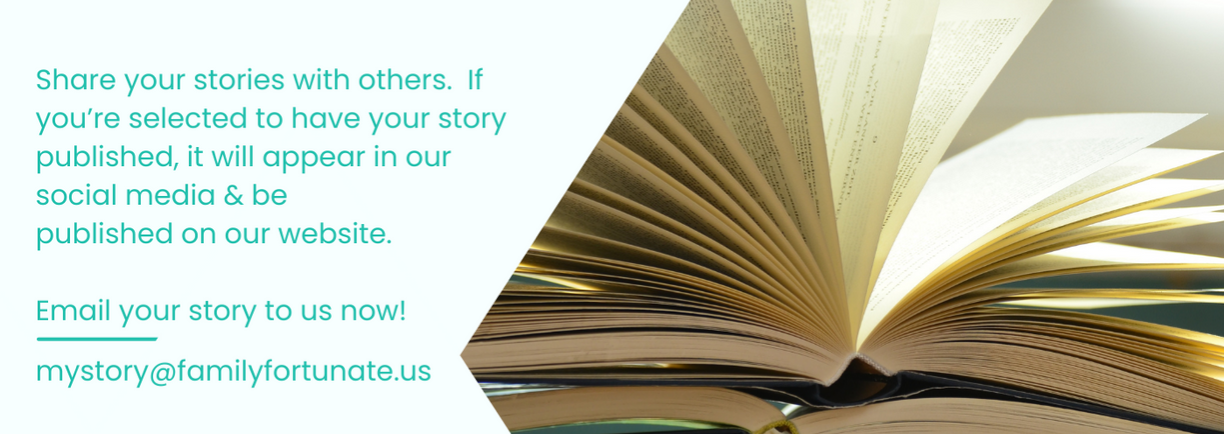 Share your stories with others.  If
you're selected to have your story
published, it will appear in our
social media & be
published on our website.
Email your story to us now!
mystory@familyfortunate.us